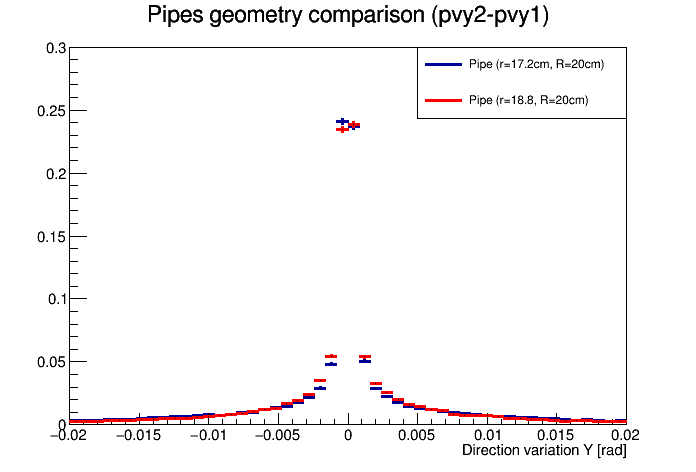 Pipes geometry comparison (pvy2-pvy1)
0.3
Pipe (r=17.2cm, R=20cm)
Pipe (r=18.8, R=20cm)
0.25
0.2
0.15
0.1
0.05
0
−0.02 −0.015 −0.01 −0.005 0 0.005 0.01 0.015 0.02
Direction variation Y [rad]